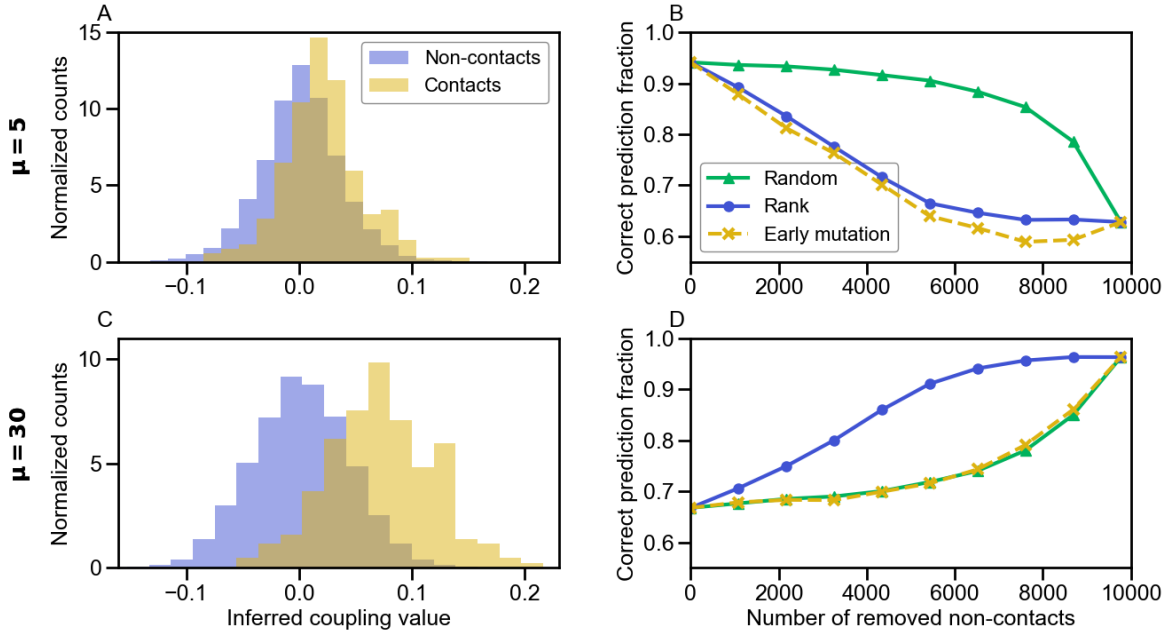 A
μ = 5
Normalized counts
15
10
5
0
−0.1
0.0
0.1
0.2
Non-contacts
Contacts
B
Correct prediction fraction
1.0
0.9
0.8
0.7
0.6
0
2000
4000
6000
8000
10000
Random
Rank
Early mutation
C
μ = 30
Normalized counts
10
5
0
−0.1
0.0
0.1
0.2
Inferred coupling value
D
Correct prediction fraction
1.0
0.9
0.8
0.7
0.6
0
2000
4000
6000
8000
10000
Number of removed non-contacts